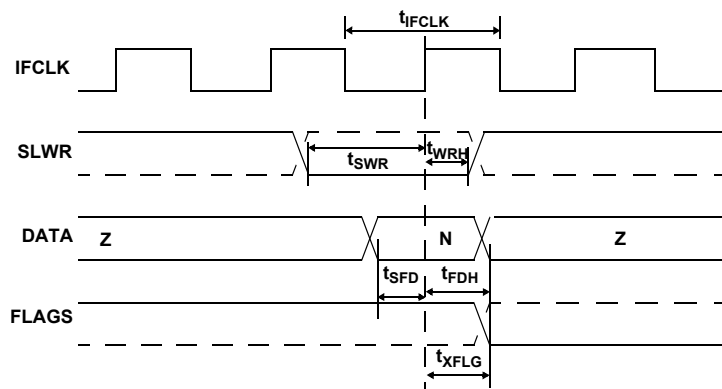 tIFCLK
IFCLK
SLWR
tSWR
tWRH
DATA
Z
N
Z
tSFD
tFDH
FLAGS
tXFLG